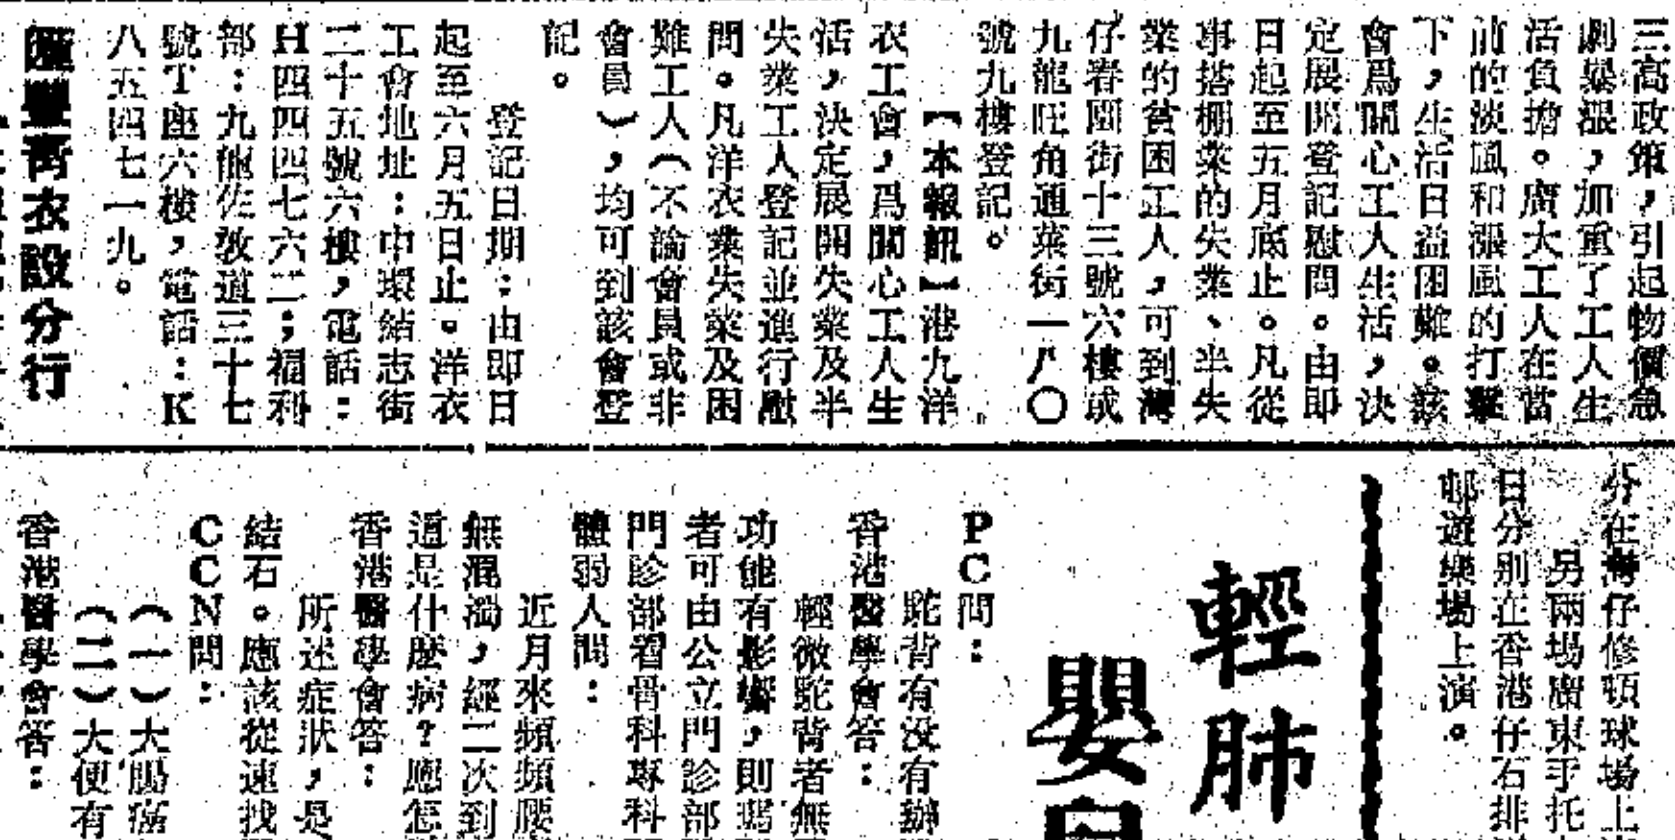 三高政策，引起物價急
劇暴漲，加重了工人生
活負擔。廣大工人在當
前的淡風和漲風的打擊
下，生活日益困難。該
會爲關心工人生活，決
定展開登記慰問。由即
日起至五月底止。凡從
事搭棚業的失業、半失
業的貧困工人，可到灣
仔春園街十三號六樓或
九龍旺角通菜街一八〇
號九樓登記。
【本報訊】港九洋
衣工會，爲關心工人生
活，決定展開失業及半
失業工人登記並進行慰
問。凡洋衣業失業及困
難工人（不論會員或非
會員），均可到該會登
記。
登記日期：由即日
起至六月五日止。洋衣
工會地址：中環結志街
二十五號六樓，電話：
H四四四七六二；福利
部：九龍佐敦道三十七
號T座六樓，電話：K
八五四七一九。
匯豐青衣設分行
分在灣仔修頓球場上
另兩場廣東手托
日分別在香港仔石排
邨遊樂場上演。
輕肺
嬰
PC問：
駝背有没有辦
香港醫學會答：
輕微駝背者無
功能有影響，則
者可由公立門診部
門診部看骨科專科
體弱人問：
近月來頻頻腰
無混濁，經二次到
道是什麼病？應怎
香港醫學會答：
所述症狀，是
結石。應該從速找
CCN問：
（一）大腸癌
（二）大便有
香港醫學會答：